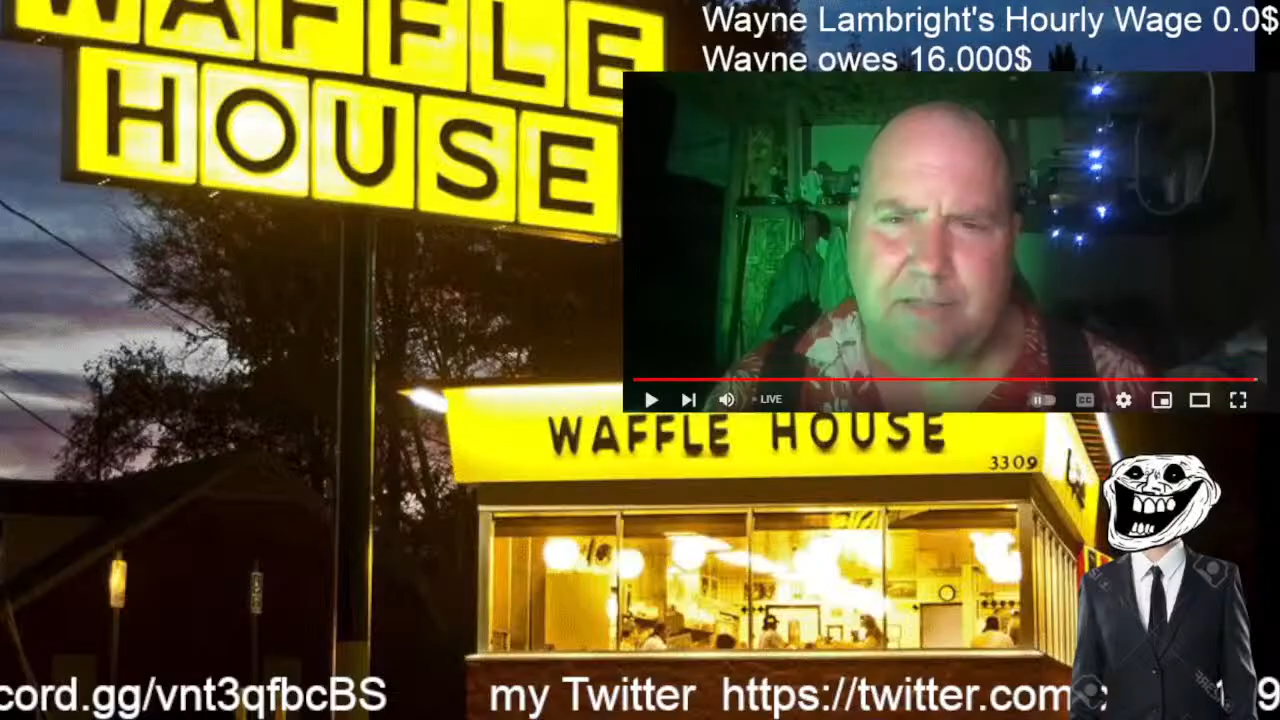 Wayne Lambright's Hourly Wage 0.0$
Wayne owes 16,000$
WAFFLE
HOUSE
LIVE
CC
WAFFLE HOUSE
3309
cord.gg/vnt3qfbcBS
my Twitter https://twitter.com